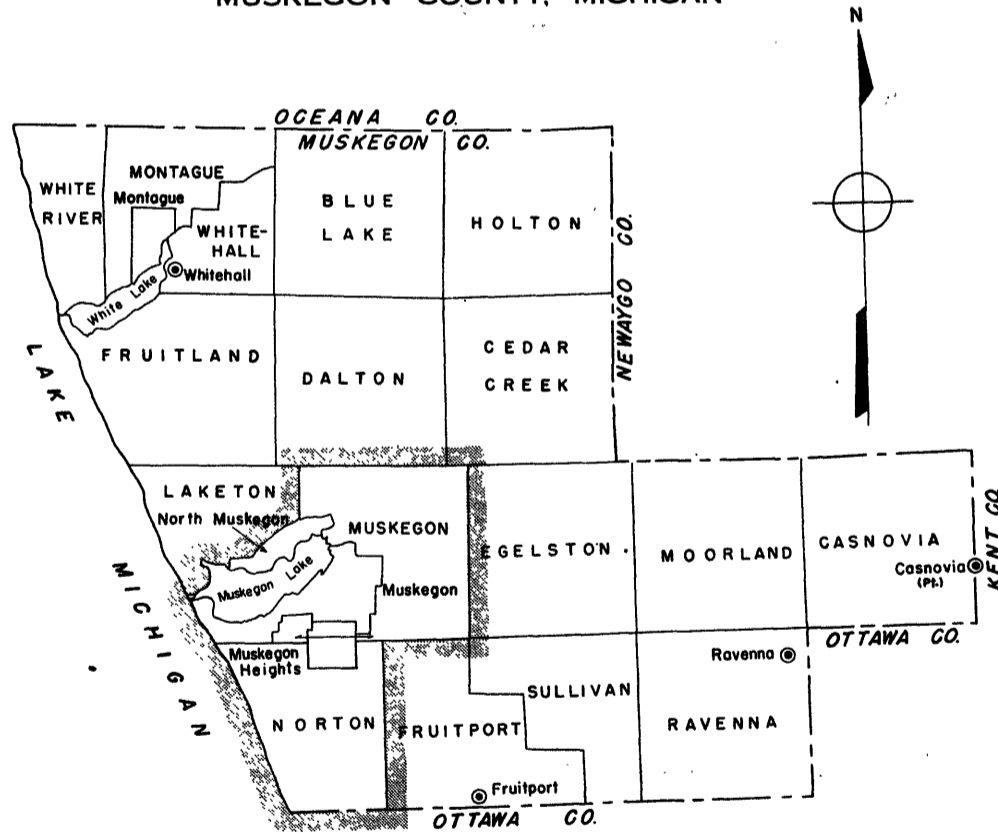 MUSKEGON COUNTY, MICHIGAN
N
OCEANA CO.
MUSKEGON CO.
WHITE
RIVER
MONTAGUE
Montague
WHITE-
HALL
Whitehall
White Lake
BLUE
LAKE
HOLTON
NEWAYGO CO.
FRUITLAND
DALTON
CEDAR
CREEK
LAKE
MICHIGAN
LAKETON
North Muskegon
MUSKEGON
Muskegon Lake
Muskegon
EGELSTON
MOORLAND
CASNOVIA
Casnovia
(Pt.)
KENT CO.
OTTAWA CO.
Muskegon
Heights
Ravenna
SULLIVAN
NORTON
FRUITPORT
RAVENNA
Fruitport
OTTAWA CO.